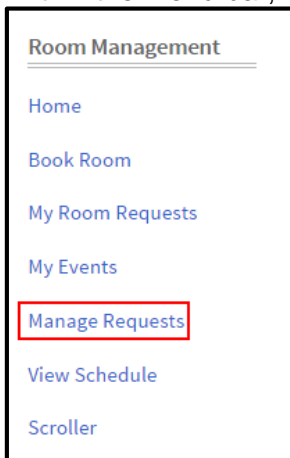 Room Management
Home
Book Room
My Room Requests
My Events
Manage Requests
View Schedule
Scroller